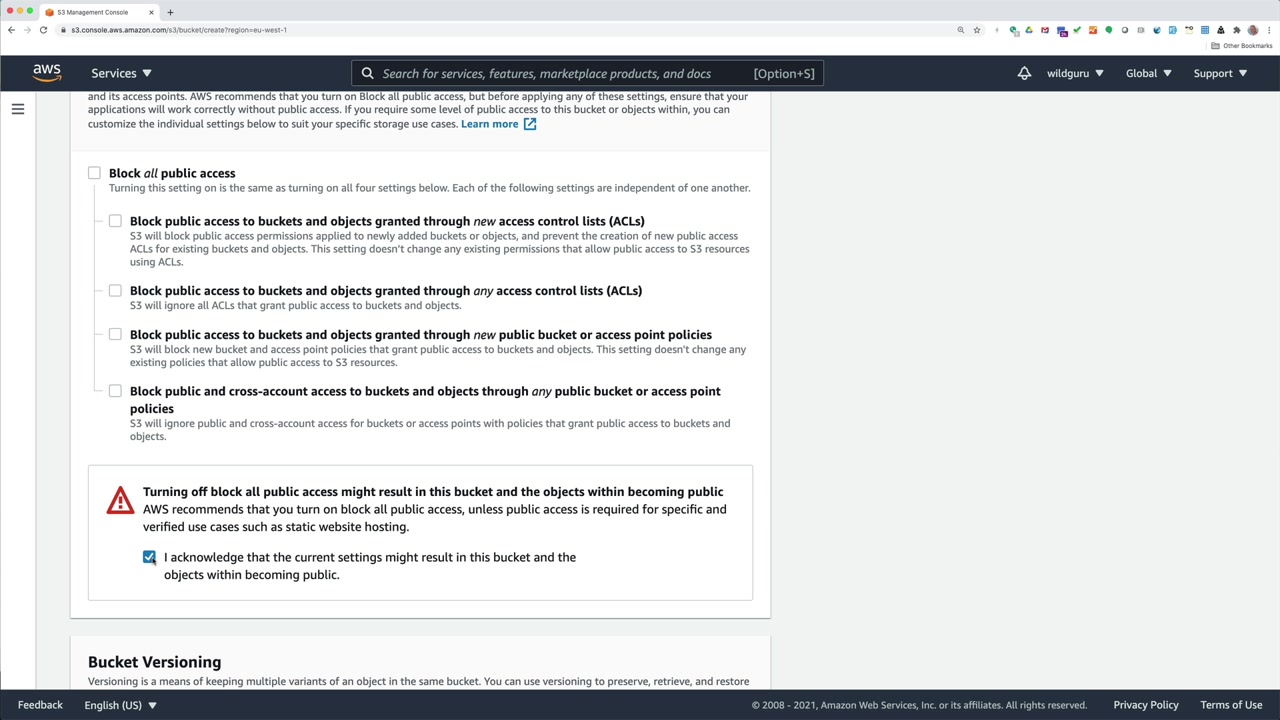 S3 Management Console
s3.console.aws.amazon.com/s3/bucket/create?region=eu-west-1
Other Bookmarks
aws
Services
Search for services, features, marketplace products, and docs
[Option+S]
wildguru
Global
Support
and its access points. AWS recommends that you turn on Block all public access, but before applying any of these settings, ensure that your
applications will work correctly without public access. If you require some level of public access to this bucket or objects within, you can
customize the individual settings below to suit your specific storage use cases. Learn more
Block all public access
Turning this setting on is the same as turning on all four settings below. Each of the following settings are independent of one another.
Block public access to buckets and objects granted through new access control lists (ACLs)
S3 will block public access permissions applied to newly added buckets or objects, and prevent the creation of new public access
ACLs for existing buckets and objects. This setting doesn't change any existing permissions that allow public access to S3 resources
using ACLs.
Block public access to buckets and objects granted through any access control lists (ACLs)
S3 will ignore all ACLs that grant public access to buckets and objects.
Block public access to buckets and objects granted through new public bucket or access point policies
S3 will block new bucket and access point policies that grant public access to buckets and objects. This setting doesn't change any
existing policies that allow public access to S3 resources.
Block public and cross-account access to buckets and objects through any public bucket or access point
policies
S3 will ignore public and cross-account access for buckets or access points with policies that grant public access to buckets and
objects.
Turning off block all public access might result in this bucket and the objects within becoming public
AWS recommends that you turn on block all public access, unless public access is required for specific and
verified use cases such as static website hosting.
I acknowledge that the current settings might result in this bucket and the
objects within becoming public.
Bucket Versioning
Versioning is a means of keeping multiple variants of an object in the same bucket. You can use versioning to preserve, retrieve, and restore
Feedback
English (US)
© 2008 - 2021, Amazon Web Services, Inc. or its affiliates. All rights reserved.
Privacy Policy
Terms of Use